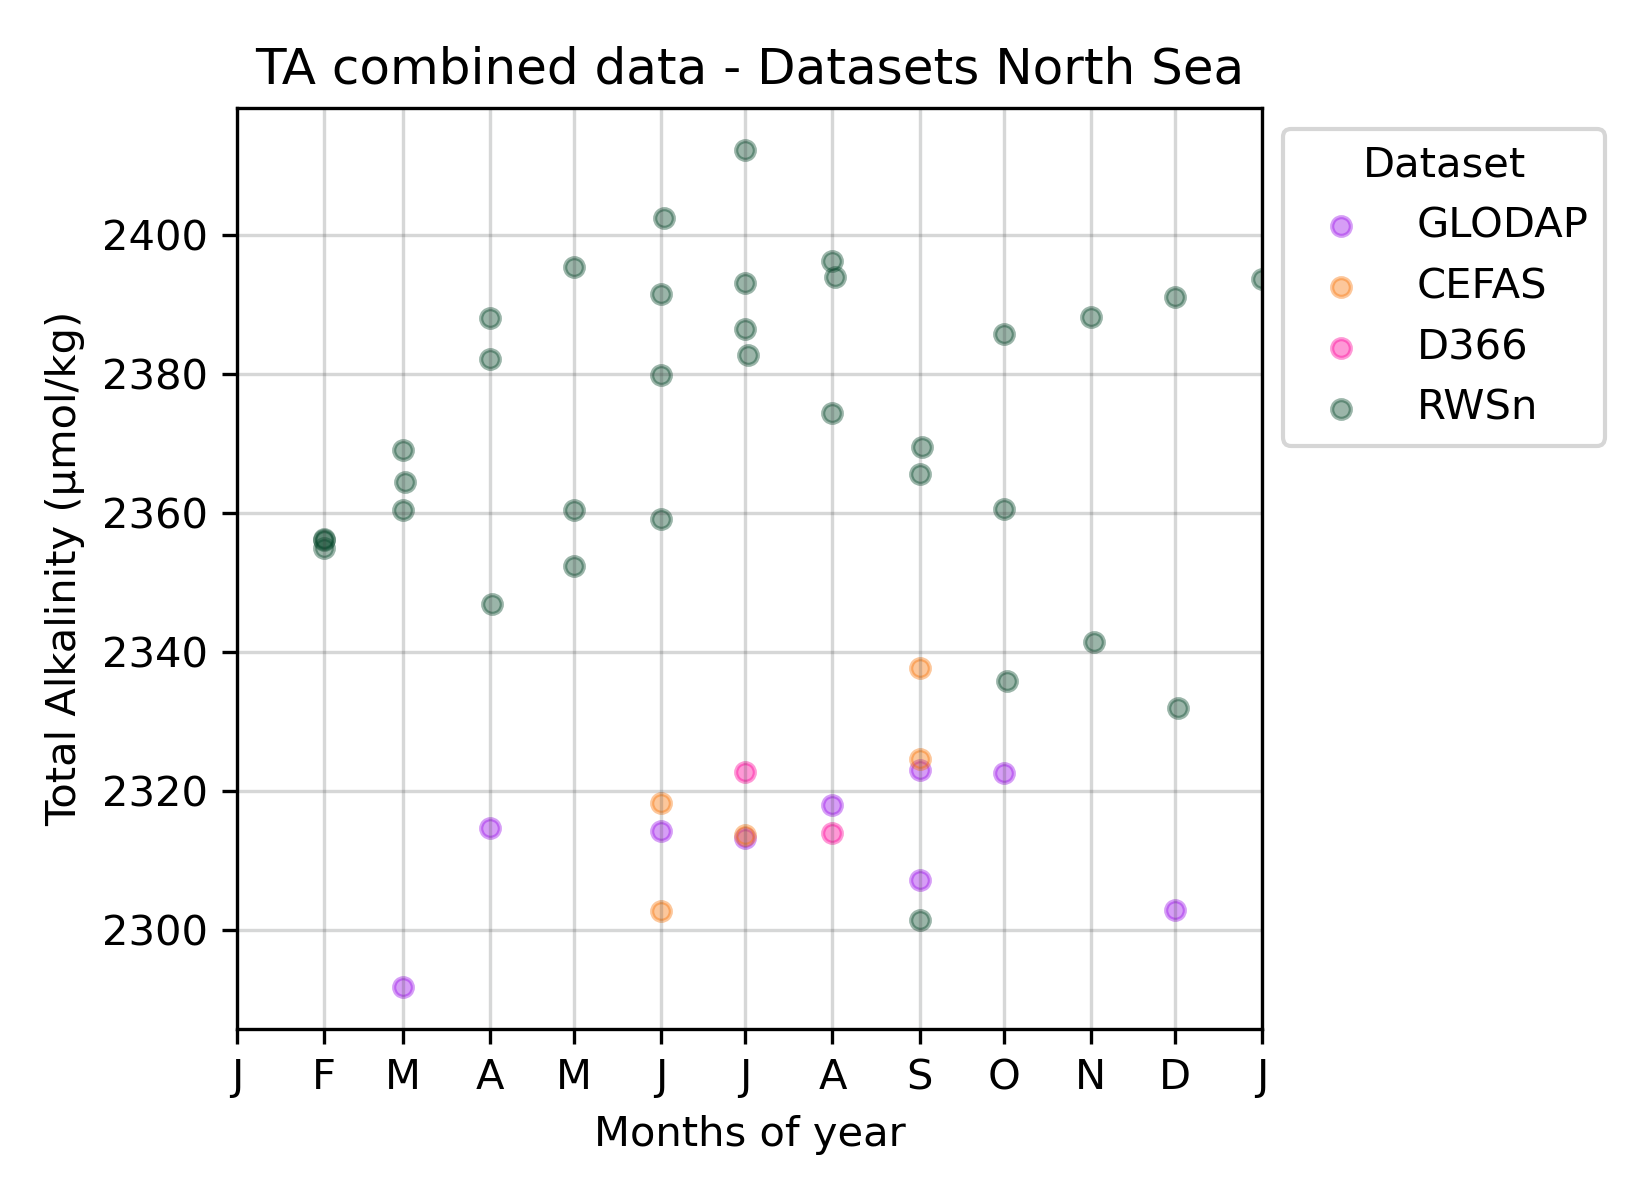 TA combined data - Datasets North Sea
Dataset
GLODAP
CEFAS
D366
RWSn
Total Alkalinity (μmol/kg)
2400
2380
2360
2340
2320
2300
J F M A M J J A S O N D J
Months of year